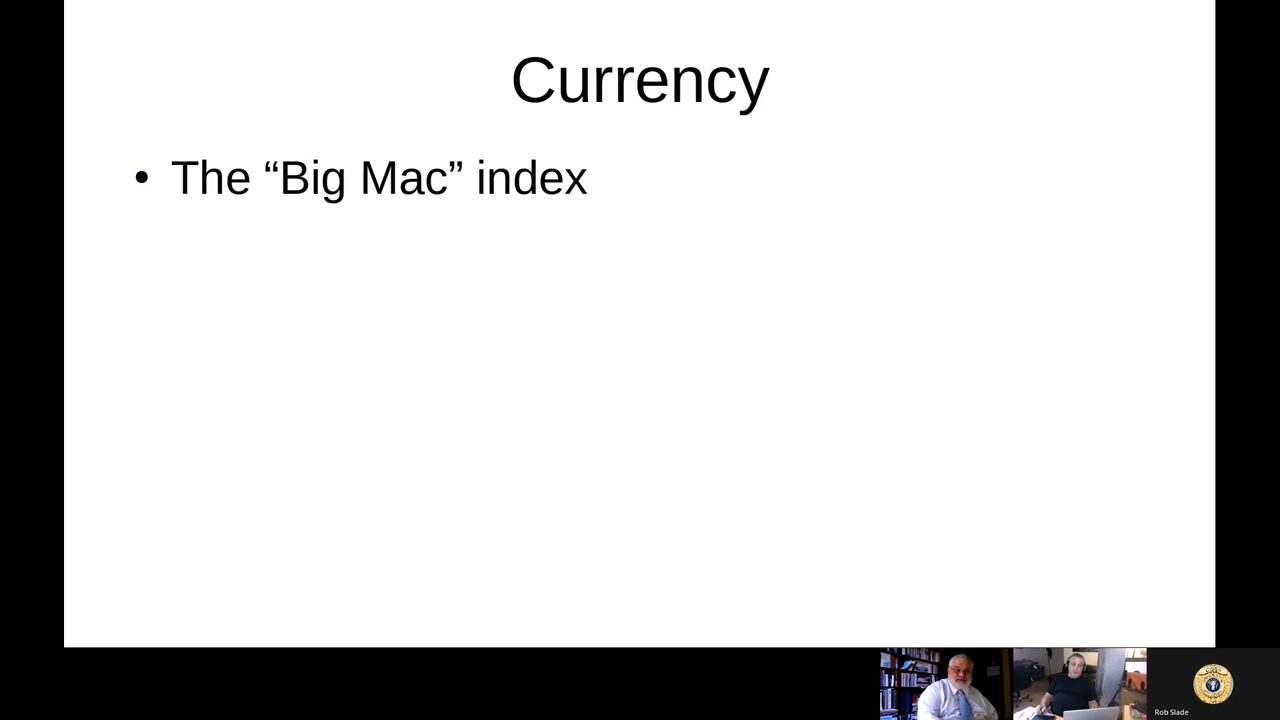 Currency
• The “Big Mac” index
Rob Slade